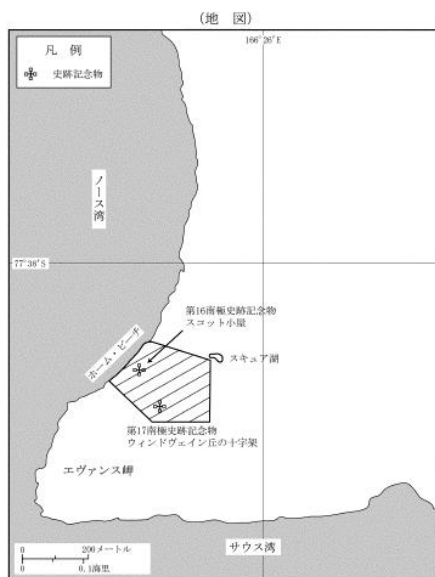 (地 図)
凡 例
史跡記念物
166°26′E
ノース湾
77°38′S
第16南極史跡記念物
スコット小屋
ホーム・ビーチ
スキュア湖
第17南極史跡記念物
ウィンドヴェイン丘の十字架
エヴァンス岬
0 200メートル
0 0.1海里
サウス湾